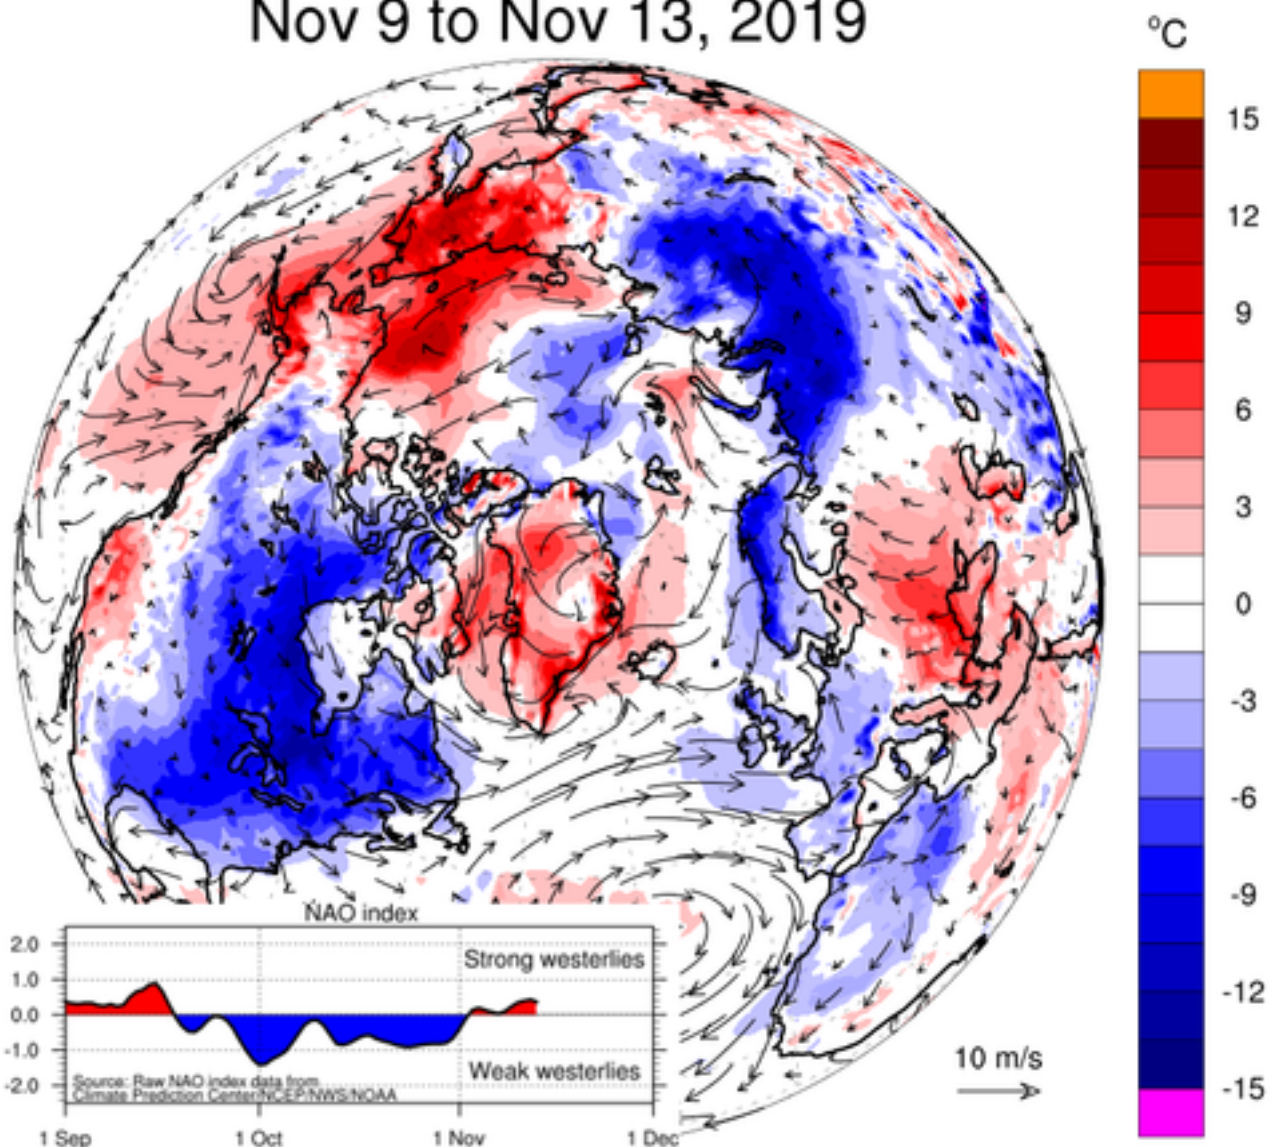 Nov 9 to Nov 13, 2019
°C
15
12
9
6
3
0
-3
-6
-9
-12
-15
10 m/s
NAO index
2.0
1.0
0.0
-1.0
-2.0
Strong westerlies
Weak westerlies
Source: Raw NAO index data from
Climate Prediction Center/NCEP/NWS/NOAA
1 Sep
1 Oct
1 Nov
1 Dec